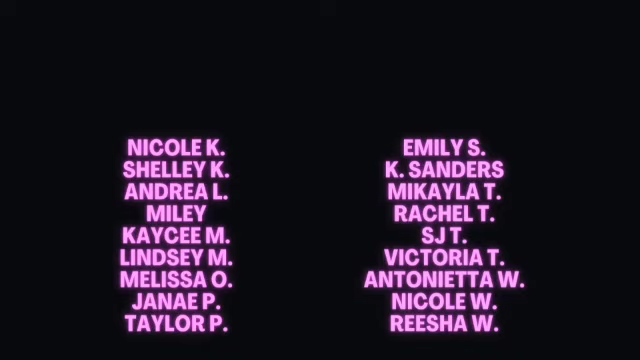 NICOLE K.
SHELLEY K.
ANDREA L.
MILEY
KAYCEE M.
LINDSEY M.
MELISSA O.
JANAE P.
TAYLOR P.
EMILY S.
K. SANDERS
MIKAYLA T.
RACHEL T.
SJ T.
VICTORIA T.
ANTONIETTA W.
NICOLE W.
REESHA W.